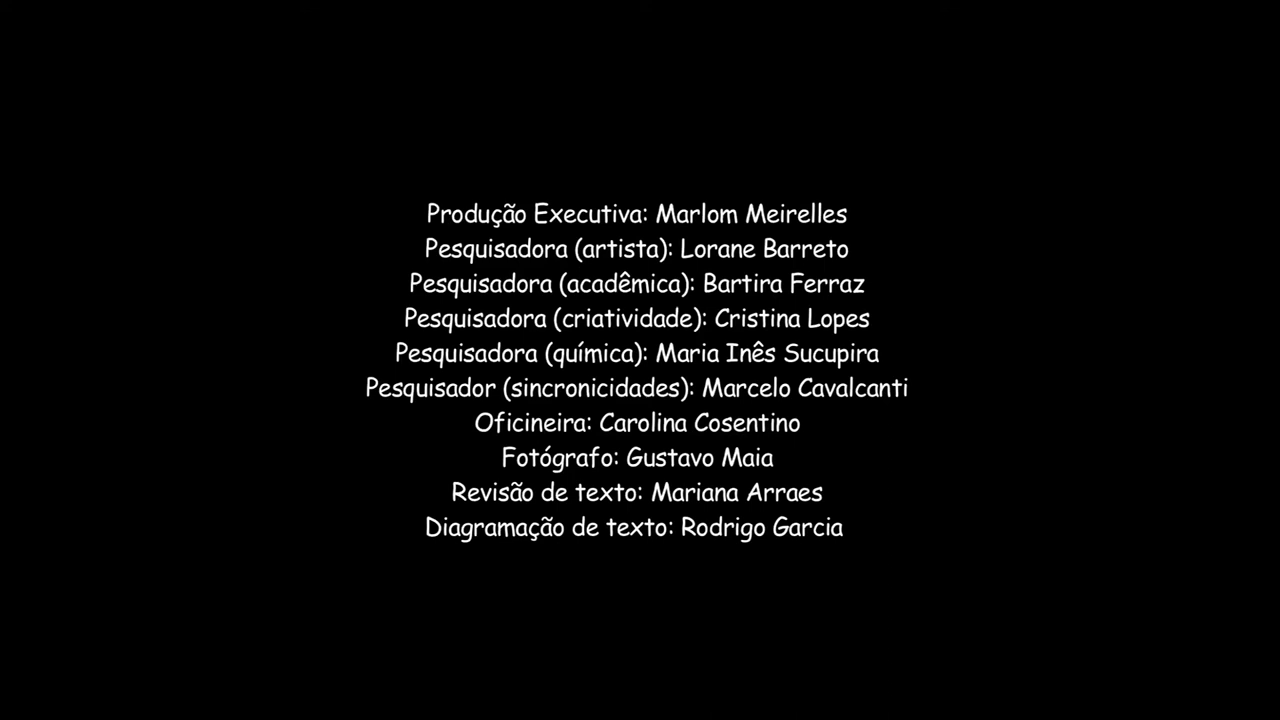 Produção Executiva: Marlom Meirelles
Pesquisadora (artista): Lorane Barreto
Pesquisadora (acadêmica): Bartira Ferraz
Pesquisadora (criatividade): Cristina Lopes
Pesquisadora (química): Maria Inês Sucupira
Pesquisador (sincronicidades): Marcelo Cavalcanti
Oficineira: Carolina Cosentino
Fotógrafo: Gustavo Maia
Revisão de texto: Mariana Arraes
Diagramação de texto: Rodrigo Garcia